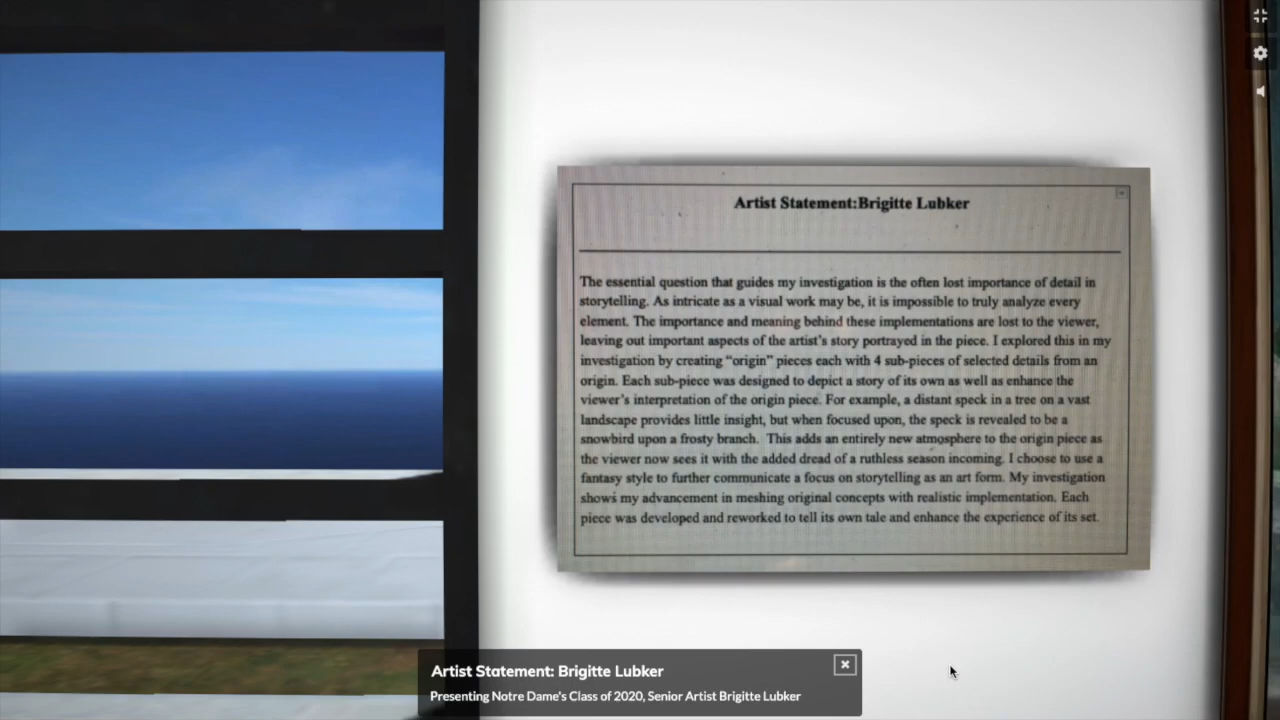 Artist Statement:Brigitte Lubker
The essential question that guides my investigation is the often lost importance of detail in
storytelling. As intricate as a visual work may be, it is impossible to truly analyze every
element. The importance and meaning behind these implementations are lost to the viewer,
leaving out important aspects of the artist's story portrayed in the piece. I explored this in my
investigation by creating “origin” pieces each with 4 sub-pieces of selected details from an
origin. Each sub-piece was designed to depict a story of its own as well as enhance the
viewer's interpretation of the origin piece. For example, a distant speck in a tree on a vast
landscape provides little insight, but when focused upon, the speck is revealed to be a
snowbird upon a frosty branch. This adds an entirely new atmosphere to the origin piece as
the viewer now sees it with the added dread of a ruthless season incoming. I choose to use a
fantasy style to further communicate a focus on storytelling as an art form. My investigation
shows my advancement in meshing original concepts with realistic implementation. Each
piece was developed and reworked to tell its own tale and enhance the experience of its set.
Artist Statement: Brigitte Lubker
Presenting Notre Dame's Class of 2020, Senior Artist Brigitte Lubker